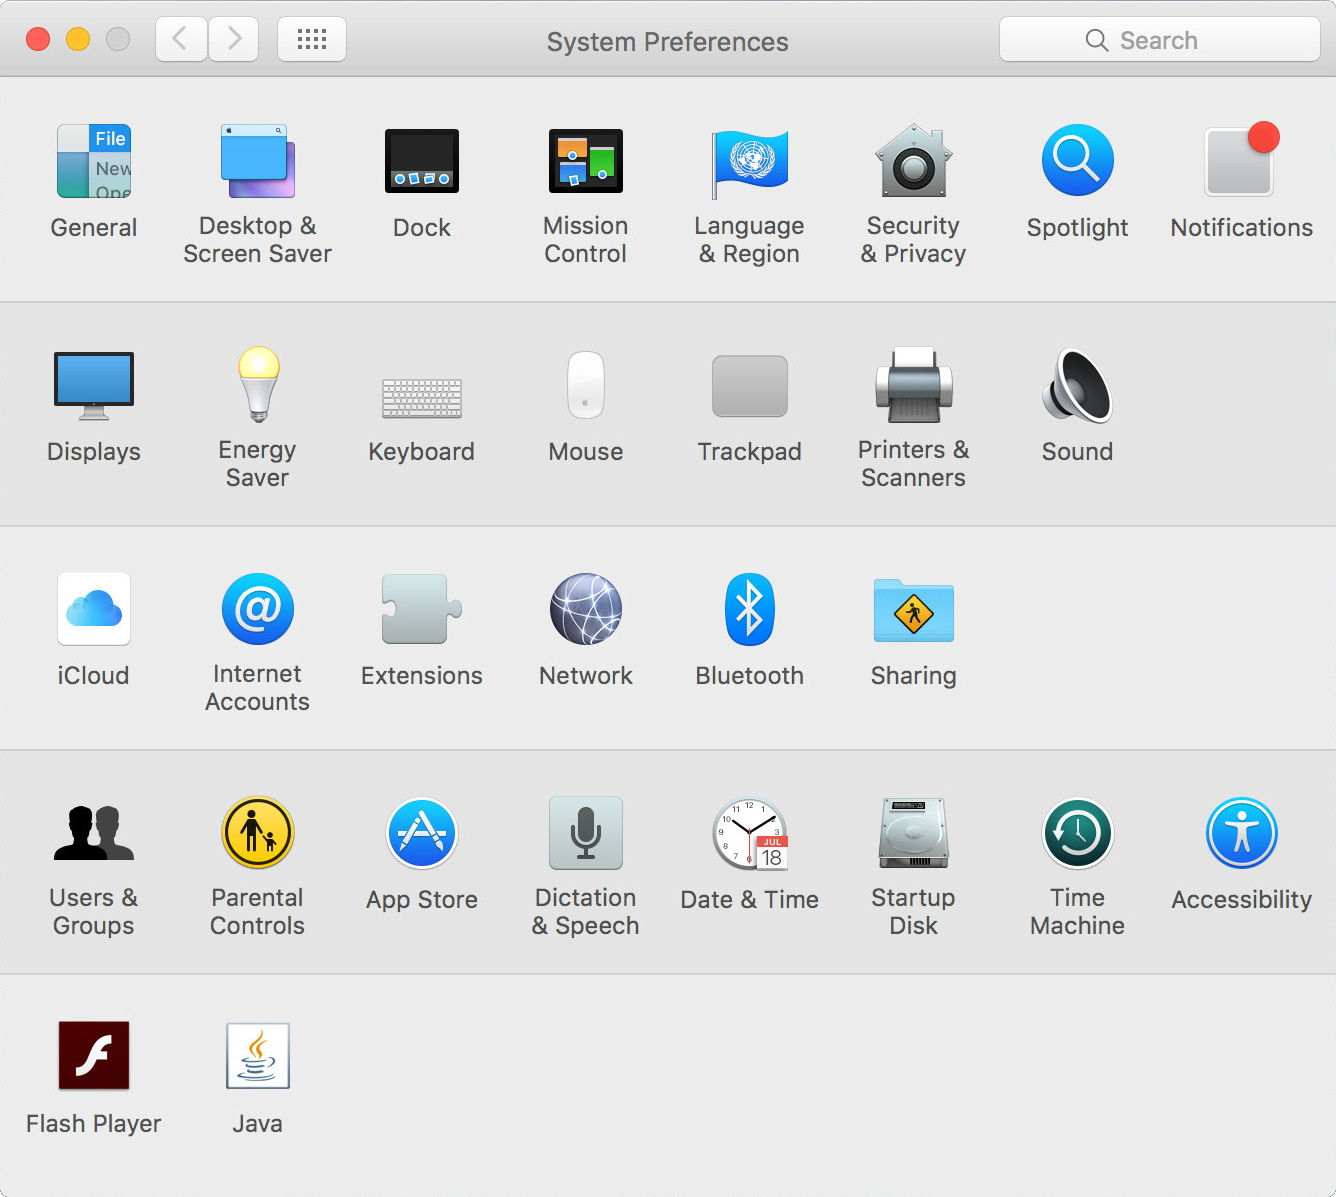 System Preferences
Search
File
New
Ope
General
Desktop &
Screen Saver
Dock
Mission
Control
Language
& Region
Security
& Privacy
Spotlight
Notifications
Displays
Energy
Saver
Keyboard
Mouse
Trackpad
Printers &
Scanners
Sound
iCloud
Internet
Accounts
Extensions
Network
Bluetooth
Sharing
Users &
Groups
Parental
Controls
App Store
Dictation
& Speech
JUL
18
Date & Time
Startup
Disk
Time
Machine
Accessibility
Flash Player
Java